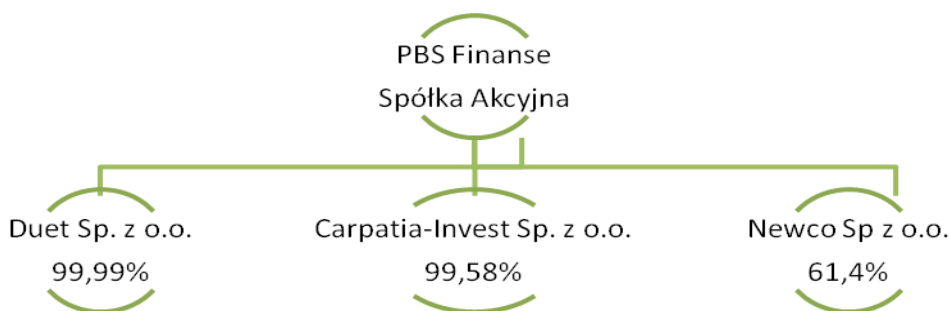 PBS Finanse
Spółka Akcyjna
Duet Sp. z o.o.
99,99%
Carpatia-Invest Sp. z o.o.
99,58%
Newco Sp z o.o.
61,4%